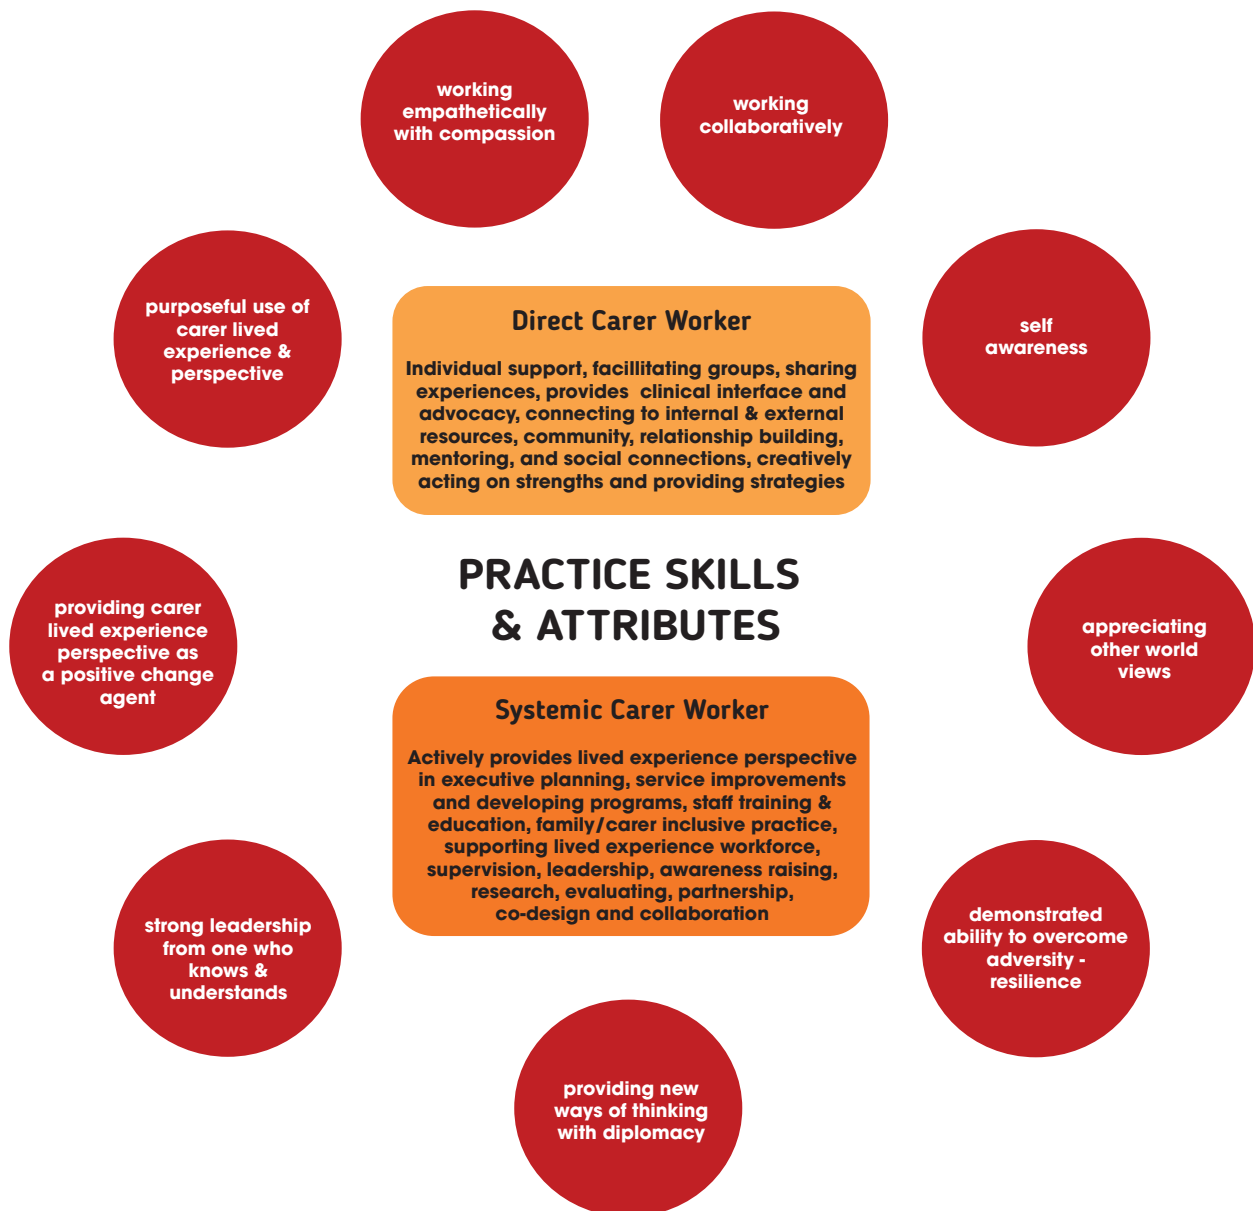 working
empathetically
with compassion
working
collaboratively
purposeful use of
carer lived
experience &
perspective
self
awareness
Direct Carer Worker
Individual support, facillitating groups, sharing
experiences, provides clinical interface and
advocacy, connecting to internal & external
resources, community, relationship building,
mentoring, and social connections, creatively
acting on strengths and providing strategies
PRACTICE SKILLS
& ATTRIBUTES
providing carer
lived experience
perspective as
a positive change
agent
appreciating
other world
views
Systemic Carer Worker
Actively provides lived experience perspective
in executive planning, service improvements
and developing programs, staff training &
education, family/carer inclusive practice,
supporting lived experience workforce,
supervision, leadership, awareness raising,
research, evaluating, partnership,
co-design and collaboration
strong leadership
from one who
knows &
understands
demonstrated
ability to overcome
adversity -
resilience
providing new
ways of thinking
with diplomacy